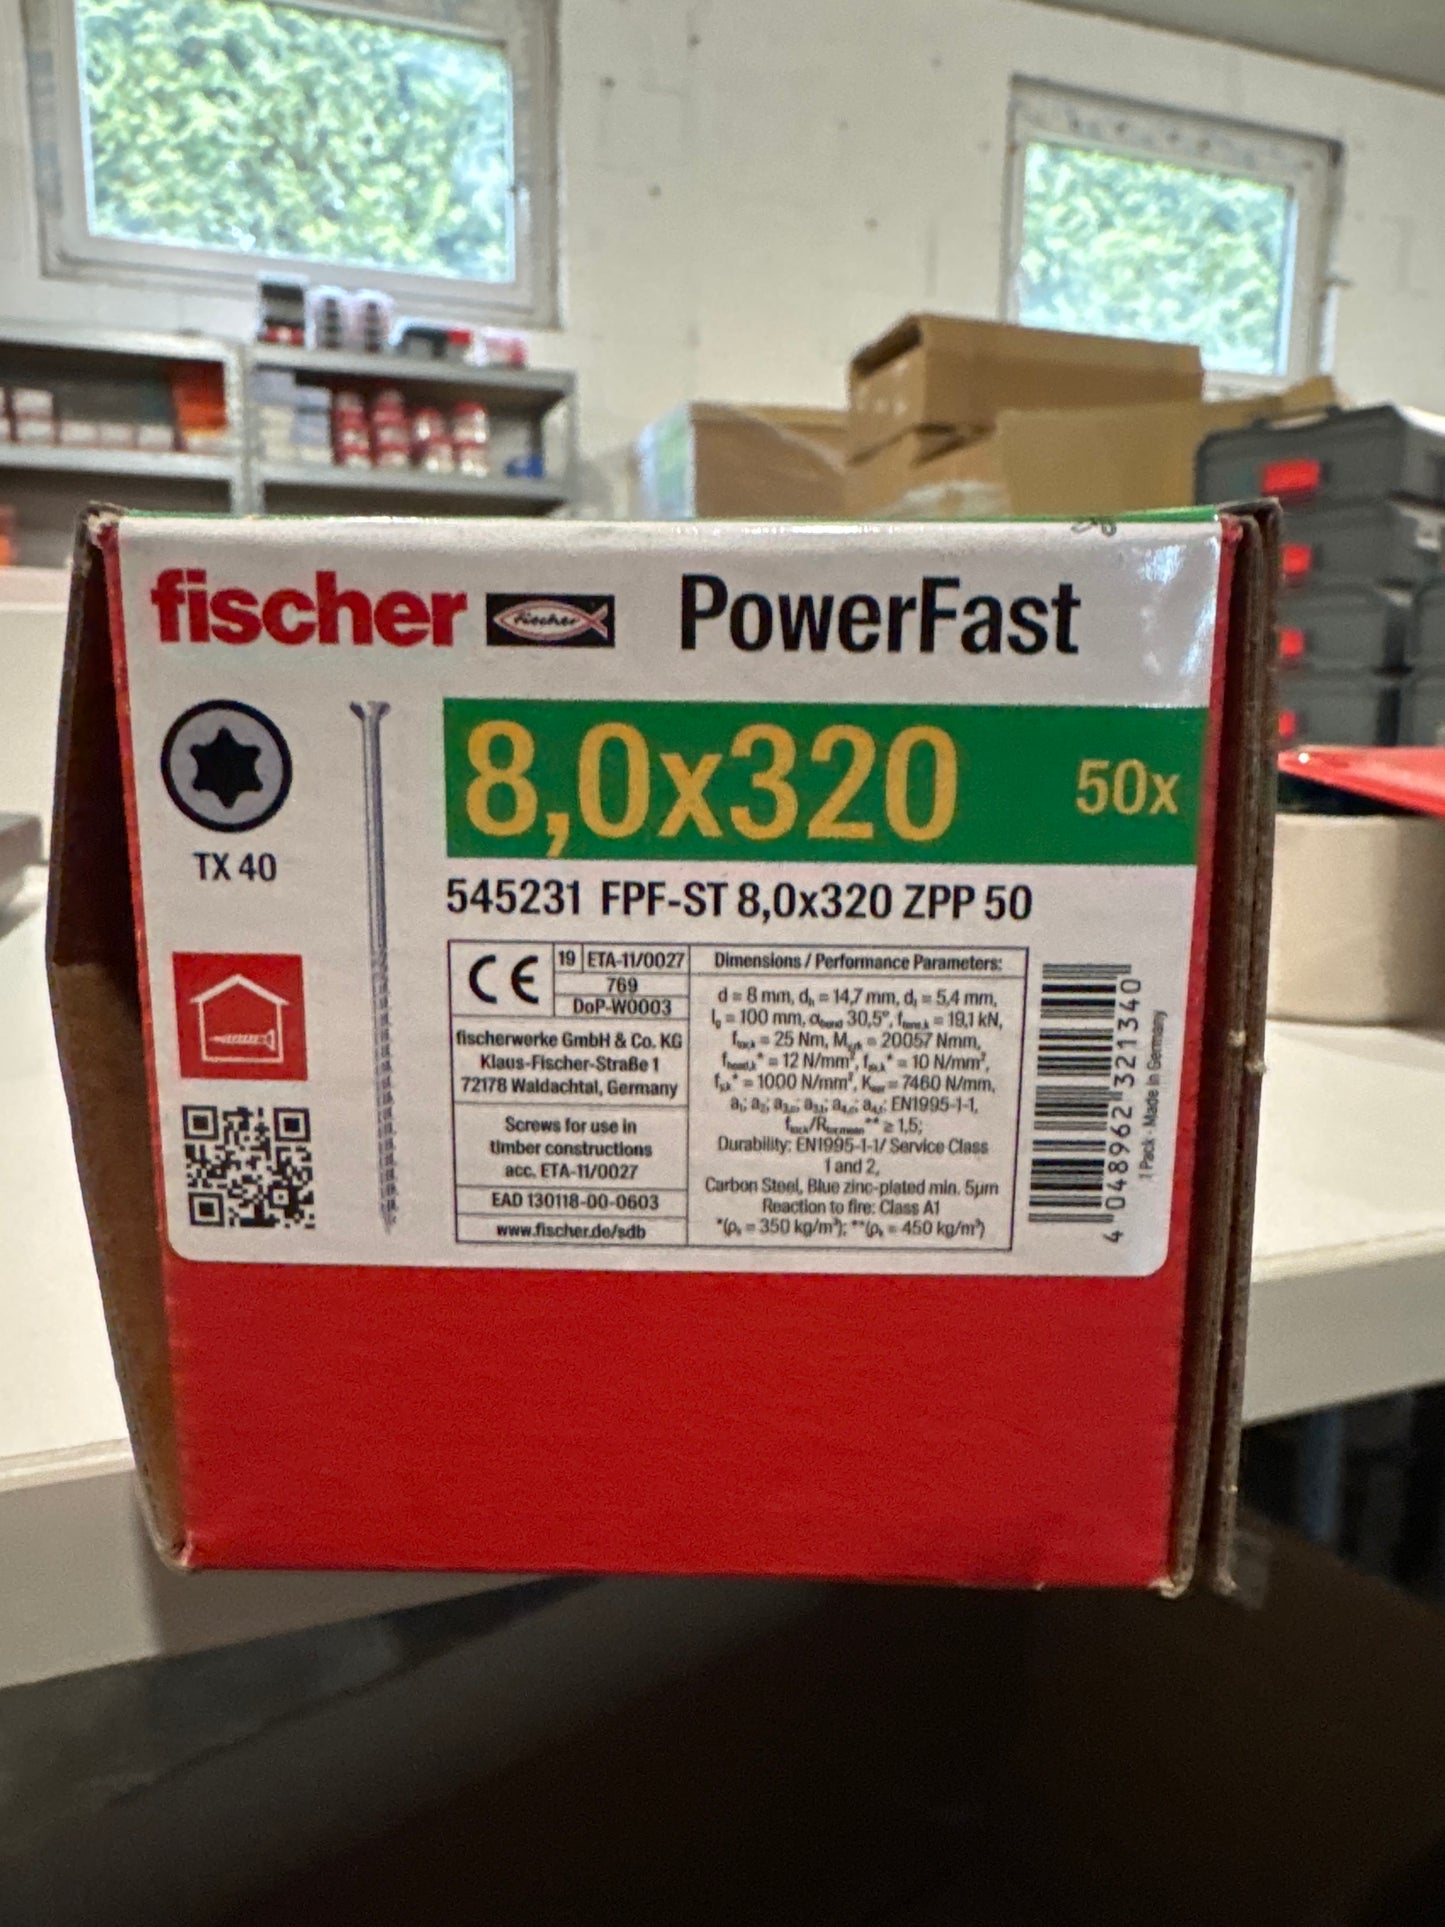 fischer fischer PowerFast
8,0x320 50x
TX 40
545231 FPF-ST 8,0x320 ZPP 50
CE 19 ETA-11/0027
769
DoP-W0003
fischerwerke GmbH & Co. KG
Klaus-Fischer-Straße 1
72178 Waldachtal, Germany
Screws for use in
timber constructions
acc. ETA-11/0027
EAD 130118-00-0603
www.fischer.de/sdb
Dimensions / Performance Parameters:
d = 8 mm, dₕ = 14,7 mm, d₁ = 5,4 mm,
= 100 mm, 30,5°, = 19,1 kN,
= 25 Nm, = 20057 Nmm,
= 12 N/mm², = 10 N/mm²,
= 1000 N/mm², = 7460 N/mm,
EN1995-1-1,
≥ 1,5;
Durability: EN1995-1-1/ Service Class
1 and 2,
Carbon Steel, Blue zinc-plated min. 5µm
Reaction to fire: Class A1
*(ρₖ = 350 kg/m³); **(ρₖ = 450 kg/m³)
4 048962 321340
1 Pack - Made in Germany